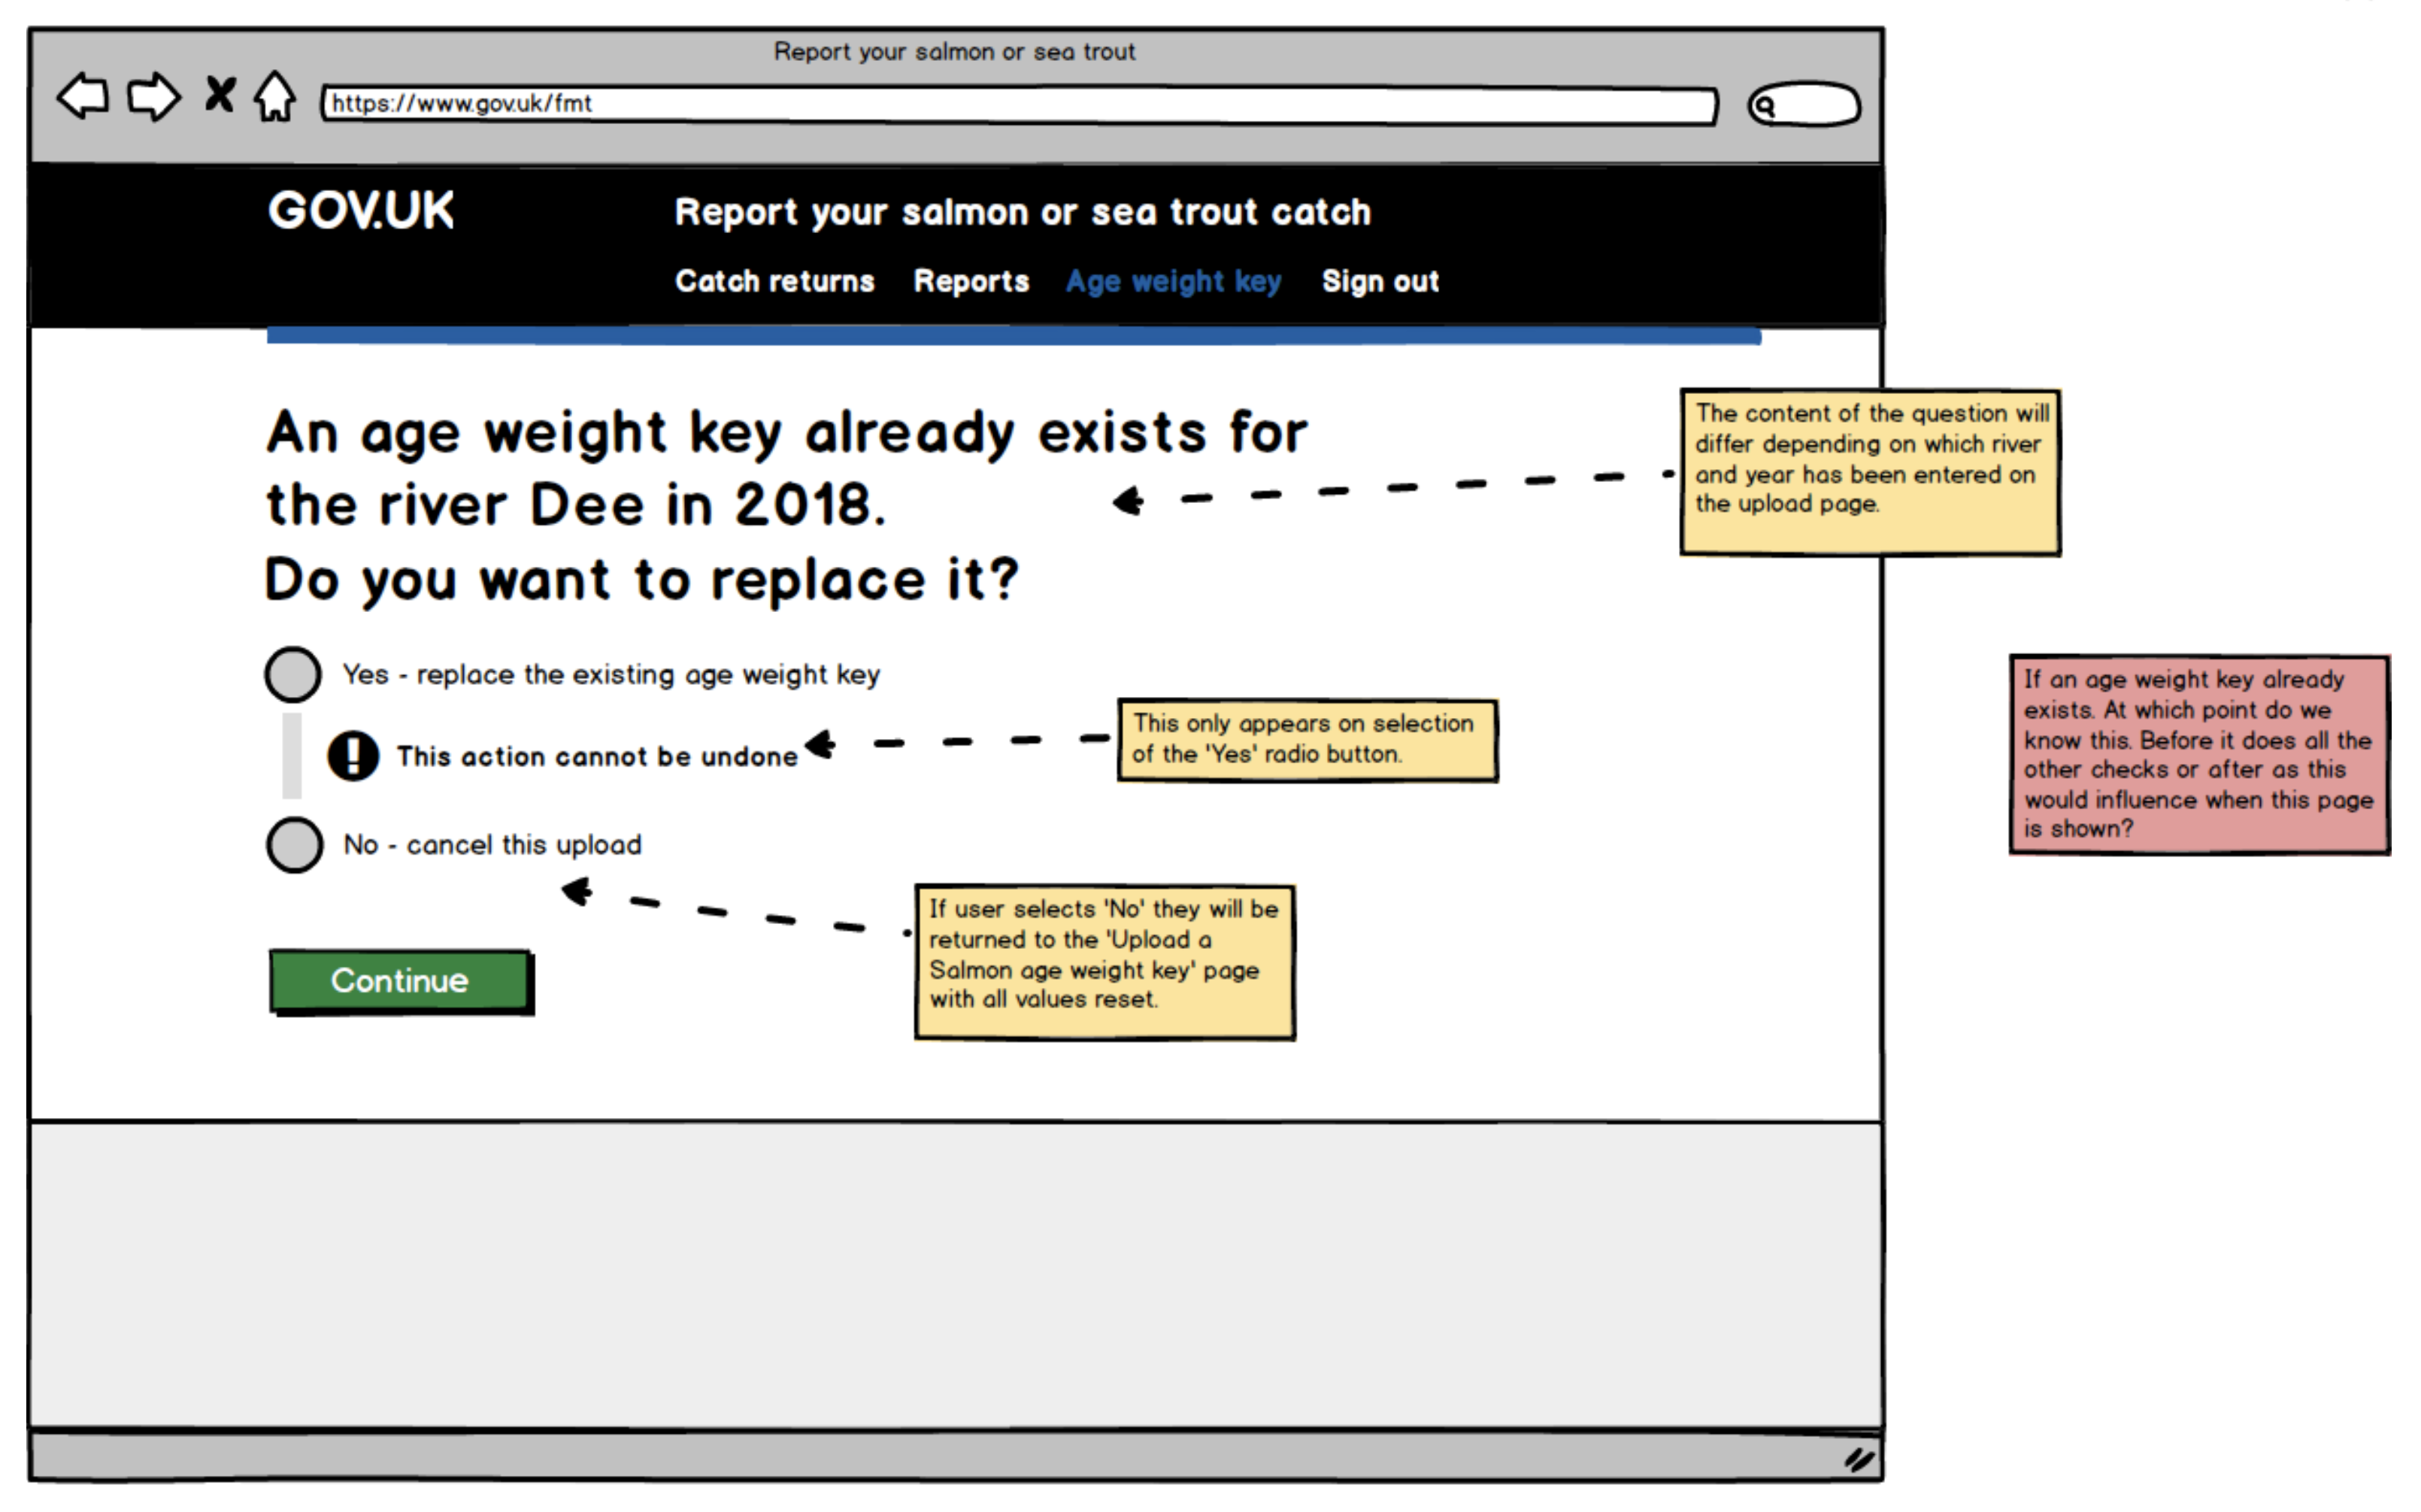 Report your salmon or sea trout
https://www.gov.uk/fmt
GOV.UK
Report your salmon or sea trout catch
Catch returns Reports Age weight key Sign out
An age weight key already exists for
the river Dee in 2018.
Do you want to replace it?
The content of the question will
differ depending on which river
and year has been entered on
the upload page.
Yes - replace the existing age weight key
This action cannot be undone
This only appears on selection
of the 'Yes' radio button.
No - cancel this upload
If user selects 'No' they will be
returned to the 'Upload a
Salmon age weight key' page
with all values reset.
Continue
If an age weight key already
exists. At which point do we
know this. Before it does all the
other checks or after as this
would influence when this page
is shown?